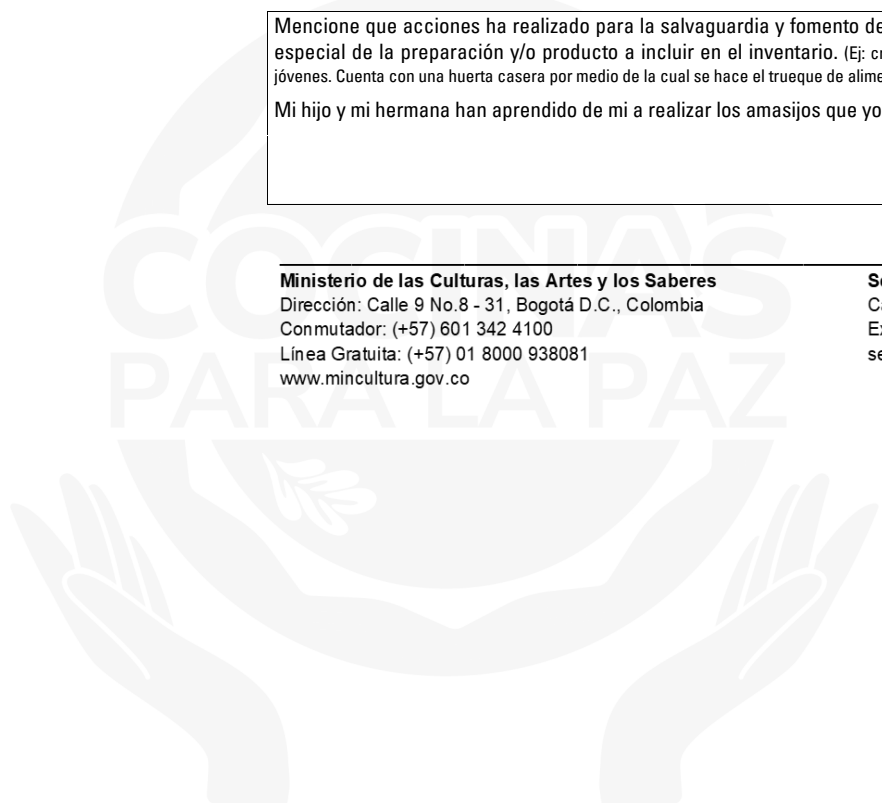 Mencione que acciones ha realizado para la salvaguardia y fomento de
especial de la preparación y/o producto a incluir en el inventario. (Ej:
jóvenes. Cuenta con una huerta casera por medio de la cual se hace el trueque de
Mi hijo y mi hermana han aprendido de mi a realizar los amasijos que yo
COCINAS
PARA LA PAZ
Ministerio de las Culturas, las Artes y los Saberes
Dirección: Calle 9 No.8 - 31, Bogotá D.C., Colombia
Conmutador: (+57) 601 342 4100
Línea Gratuita: (+57) 01 8000 938081
www.mincultura.gov.co